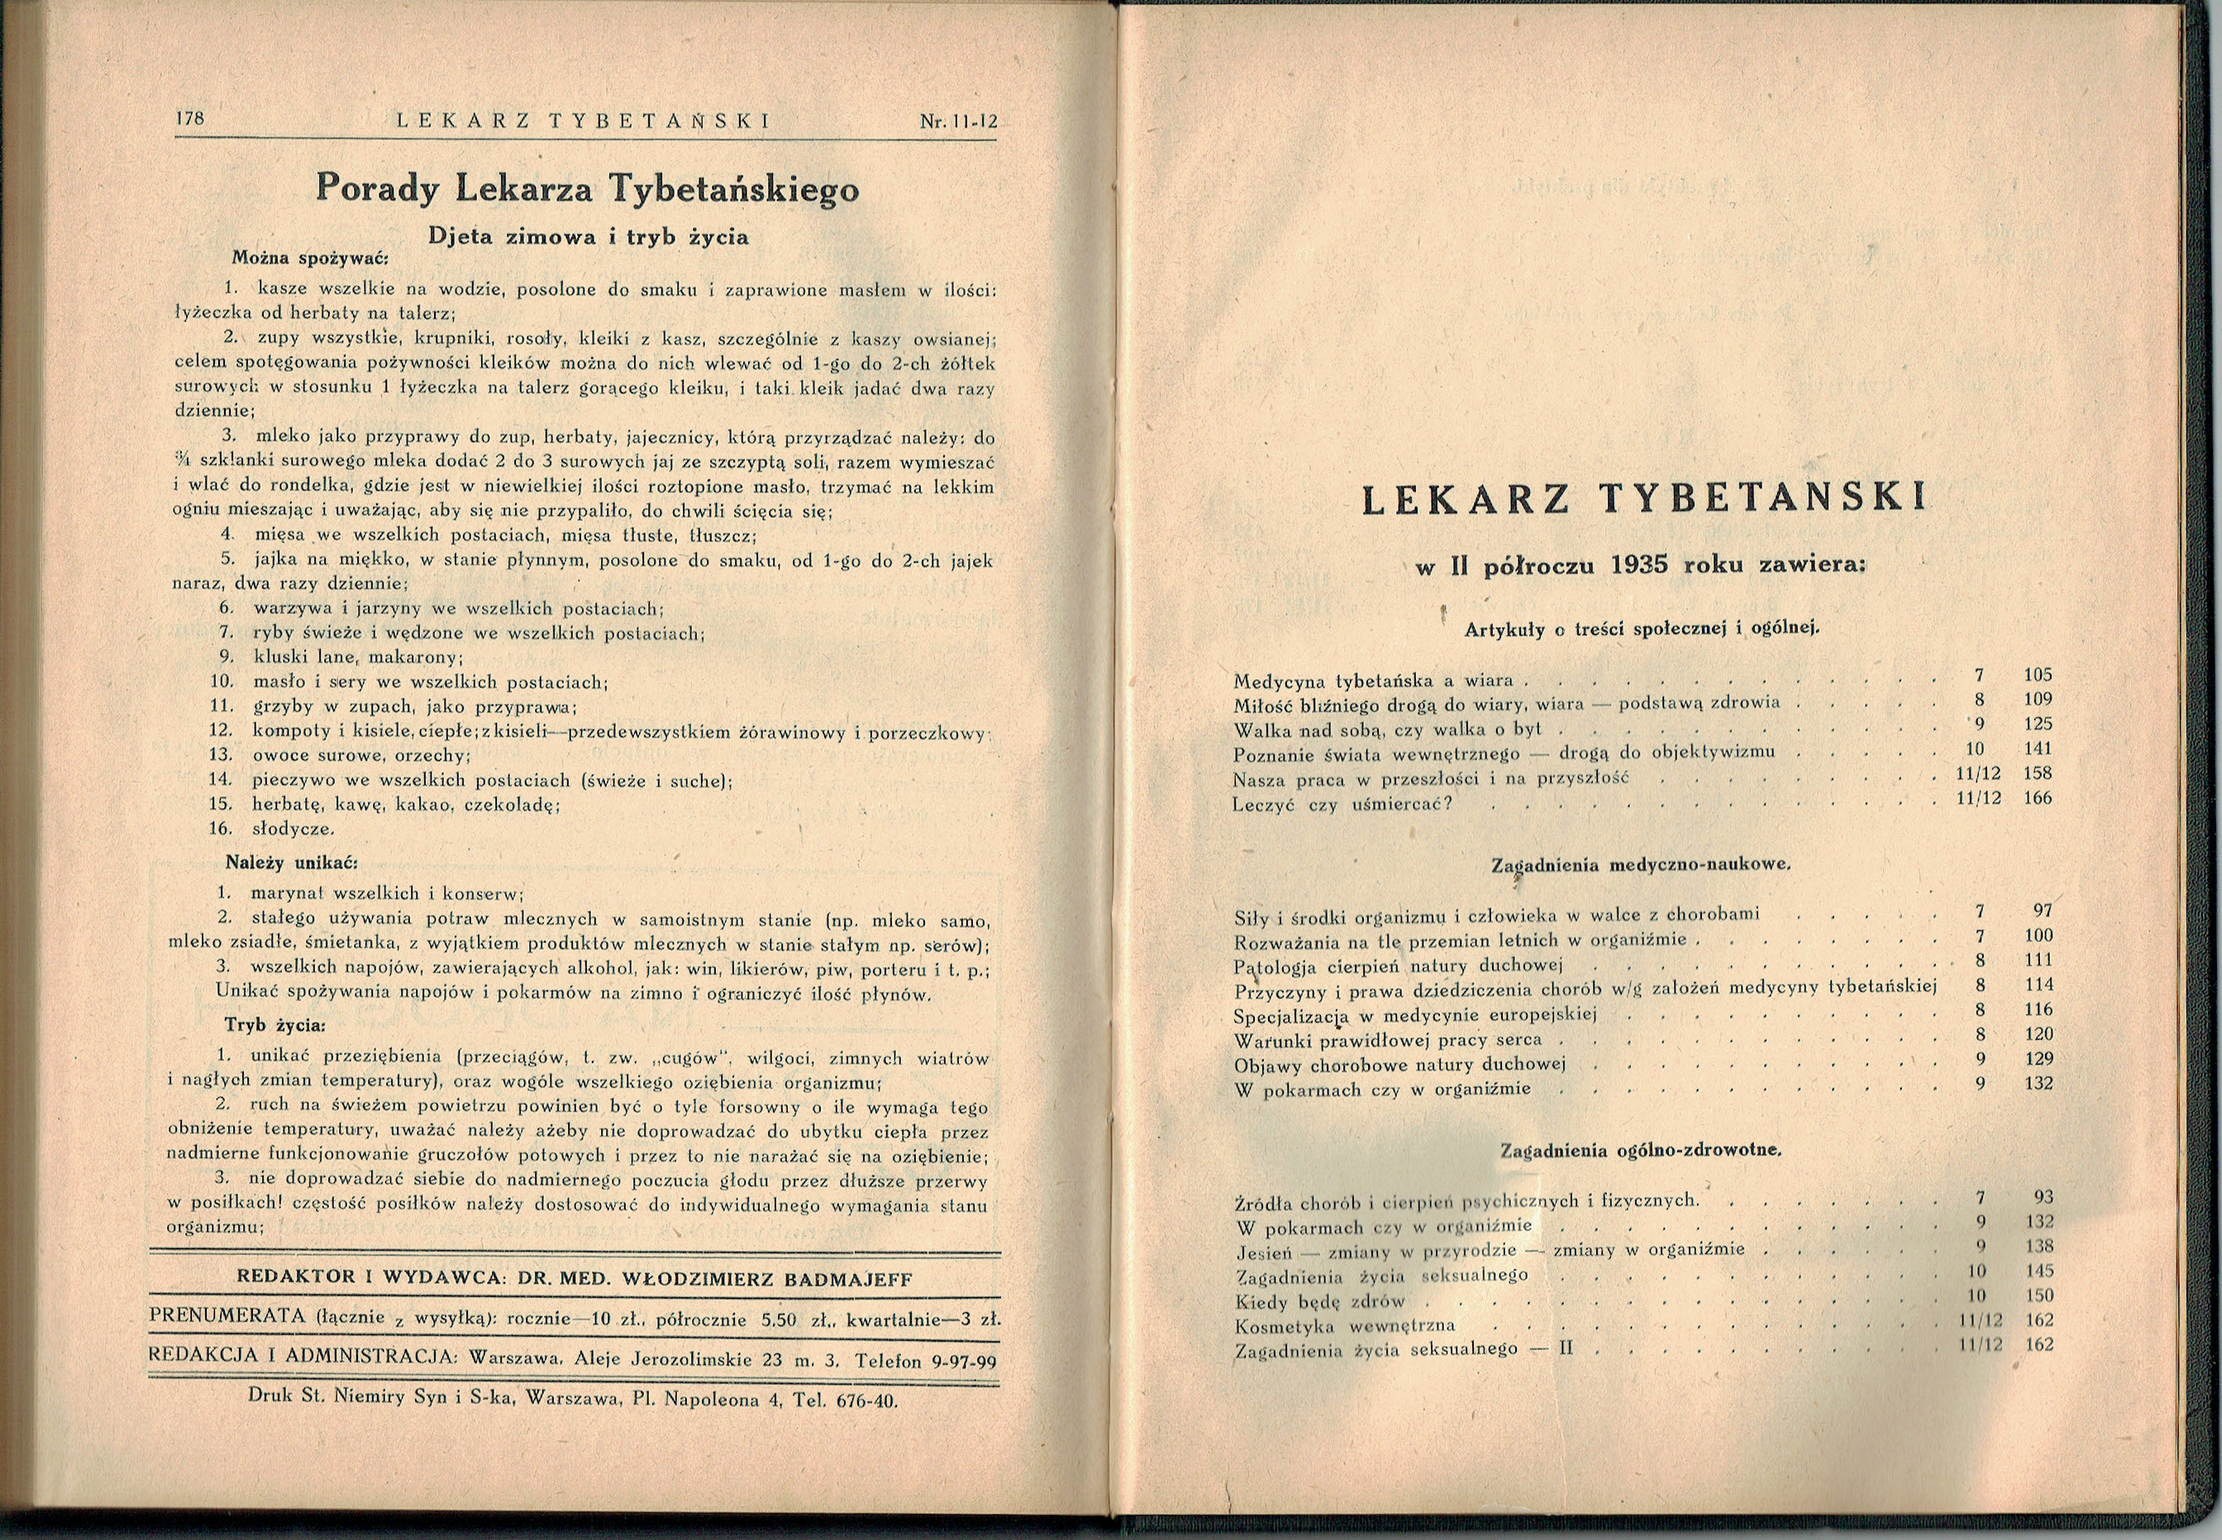 178 LEKARZ TYBETAŃSKI Nr. 11-12
Porady Lekarza Tybetańskiego
Djeta zimowa i tryb życia
Można spożywać:
1. kasze wszelkie na wodzie, posolone do smaku i zaprawione masłem w ilości:
łyżeczka od herbaty na talerz;
2. zupy wszystkie, krupniki, rosoły, kleiki z kasz, szczególnie z kaszy owsianej;
celem spotęgowania pożywności kleików można do nich wlewać od 1-go do 2-ch żółtek
surowych w stosunku 1 łyżeczka na talerz gorącego kleiku, i taki kleik jadać dwa razy
dziennie;
3. mleko jako przyprawy do zup, herbaty, jajecznicy, którą przyrządzać należy: do
¾ szklanki surowego mleka dodać 2 do 3 surowych jaj ze szczyptą soli, razem wymieszać
i wlać do rondelka, gdzie jest w niewielkiej ilości roztopione masło, trzymać na lekkim
ogniu mieszając i uważając, aby się nie przypaliło, do chwili ścięcia się;
4. mięsa we wszelkich postaciach, mięsa tłuste, tłuszcz;
5. jajka na miękko, w stanie płynnym, posolone do smaku, od 1-go do 2-ch jajek
naraz, dwa razy dziennie;
6. warzywa i jarzyny we wszelkich postaciach;
7. ryby świeże i wędzone we wszelkich postaciach;
9. kluski lane, makarony;
10. masło i sery we wszelkich postaciach;
11. grzyby w zupach, jako przyprawa;
12. kompoty i kisiele, ciepłe; z kisieli—przedewszystkiem żórawinowy i porzeczkowy;
13. owoce surowe, orzechy;
14. pieczywo we wszelkich postaciach (świeże i suche);
15. herbatę, kawę, kakao, czekoladę;
16. słodycze.
Należy unikać:
1. marynat wszelkich i konserw;
2. stałego używania potraw mlecznych w samoistnym stanie (np. mleko samo,
mleko zsiadłe, śmietanka, z wyjątkiem produktów mlecznych w stanie stałym np. serów);
3. wszelkich napojów, zawierających alkohol, jak: win, likierów, piw, porteru i t. p.;
Unikać spożywania napojów i pokarmów na zimno i ograniczyć ilość płynów.
Tryb życia:
1. unikać przeziębienia (przeciągów, t. zw. „cugów", wilgoci, zimnych wiatrów
i nagłych zmian temperatury), oraz wogóle wszelkiego oziębienia organizmu;
2. ruch na świeżem powietrzu powinien być o tyle forsowny o ile wymaga tego
obniżenie temperatury, uważać należy ażeby nie doprowadzać do ubytku ciepła przez
nadmierne funkcjonowanie gruczołów potowych i przez to nie narażać się na oziębienie;
3. nie doprowadzać siebie do nadmiernego poczucia głodu przez dłuższe przerwy
w posiłkach! częstość posiłków należy dostosować do indywidualnego wymagania stanu
organizmu;
REDAKTOR I WYDAWCA: DR. MED. WŁODZIMIERZ BADMAJEFF
PRENUMERATA (łącznie z wysyłką): rocznie—10 zł., półrocznie 5,50 zł., kwartalnie—3 zł.
REDAKCJA I ADMINISTRACJA: Warszawa, Aleje Jerozolimskie 23 m. 3, Telefon 9-97-99
Druk St. Niemiry Syn i S-ka, Warszawa, Pl. Napoleona 4, Tel. 676-40.
LEKARZ TYBETANSKI
w II półroczu 1935 roku zawiera:
Artykuły o treści społecznej i ogólnej.
Medycyna tybetańska a wiara . . . . . . . . . . . . . 7 105
Miłość bliźniego drogą do wiary, wiara — podstawą zdrowia . . . . . 8 109
Walka nad sobą, czy walka o byt . . . . . . . . . . . . 9 125
Poznanie świata wewnętrznego — drogą do objektywizmu . . . . . 10 141
Nasza praca w przeszłości i na przyszłość . . . . . . . . . 11/12 158
Leczyć czy uśmiercać? . . . . . . . . . . . . . . 11/12 166
Zagadnienia medyczno-naukowe.
Siły i środki organizmu i człowieka w walce z chorobami . . . . . 7 97
Rozważania na tle przemian letnich w organiźmie . . . . . . . . 7 100
Patologja cierpień natury duchowej . . . . . . . . . . . 8 111
Przyczyny i prawa dziedziczenia chorób w/g założeń medycyny tybetańskiej 8 114
Specjalizacja w medycynie europejskiej . . . . . . . . . . 8 116
Warunki prawidłowej pracy serca . . . . . . . . . . . . 8 120
Objawy chorobowe natury duchowej . . . . . . . . . . . 9 129
W pokarmach czy w organiźmie . . . . . . . . . . . . 9 132
Zagadnienia ogólno-zdrowotne.
Źródła chorób i cierpień psychicznych i fizycznych. . . . . . . . 7 93
W pokarmach czy w organiźmie . . . . . . . . . . . . 9 132
Jesień — zmiany w przyrodzie — zmiany w organiźmie . . . . . . 9 138
Zagadnienia życia seksualnego . . . . . . . . . . . . 10 145
Kiedy będę zdrów . . . . . . . . . . . . . . . . 10 150
Kosmetyka wewnętrzna . . . . . . . . . . . . . . 11/12 162
Zagadnienia życia seksualnego — II . . . . . . . . . . . 11/12 162